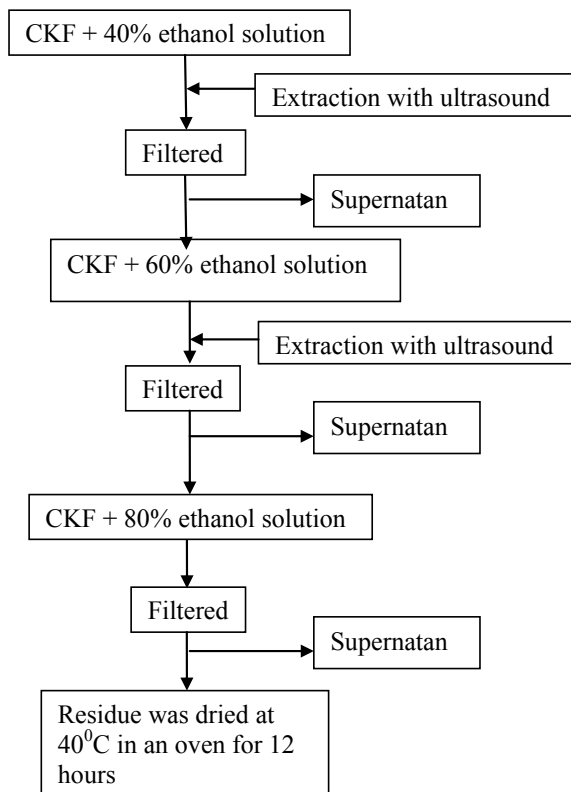 CKF + 40% ethanol solution
Extraction with ultrasound
Filtered
Supernatan
CKF + 60% ethanol solution
Extraction with ultrasound
Filtered
Supernatan
CKF + 80% ethanol solution
Filtered
Supernatan
Residue was dried at
40⁰C in an oven for 12
hours